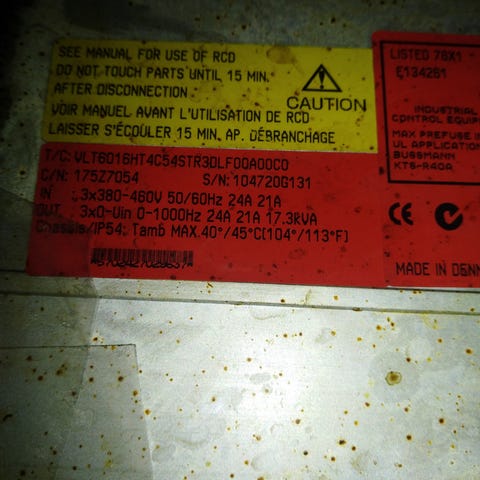 SEE MANUAL FOR USE OF RCD
DO NOT TOUCH PARTS UNTIL 15 MIN.
AFTER DISCONNECTION
VOIR MANUEL AVANT L'UTILISATION DE RCD
LAISSER S'ÉCOULER 15 MIN. AP. DÉBRANCHAGE
CAUTION
T/C: VLT6016HT4C54STR3DLF00A00C0
C/N: 175Z7054 S/N: 104720G131
IN : 3x380-460V 50/60Hz 24A 21A
OUT: 3x0-Uin 0-1000Hz 24A 21A 17.3kVA
Chassis/IP54: Tamb MAX.40°/45°C(104°/113°F)
LISTED 76X1
E134261
INDUSTRIAL
CONTROL EQUIP
MAX PREFUSE
UL APPLICATION
BUSSMANN
KTS-R40A
CE
MADE IN DENM